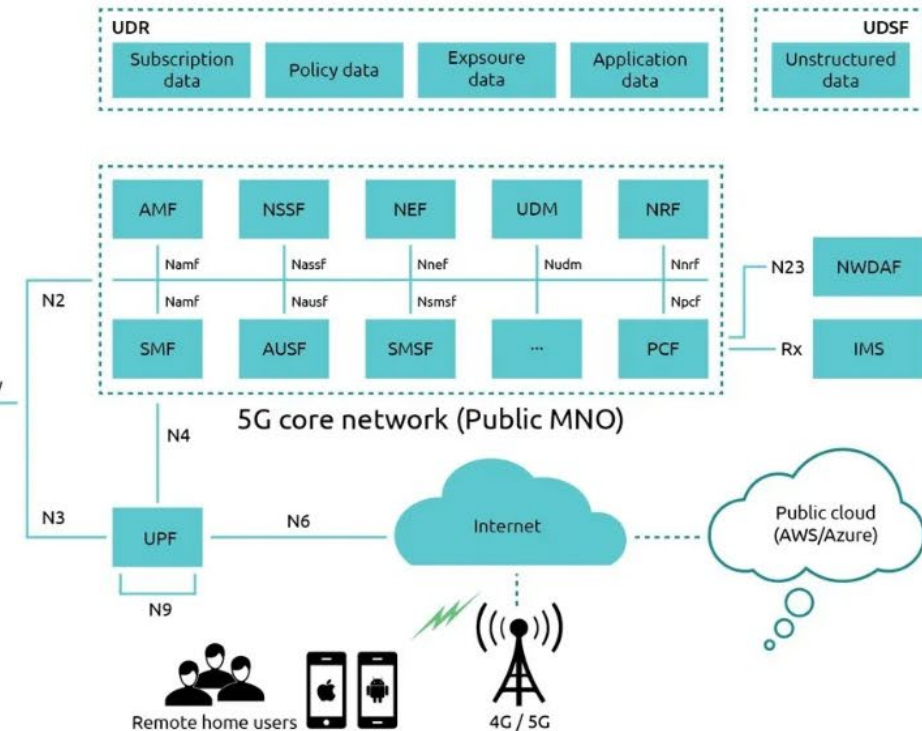 UDR
UDSF
Subscription
data
Policy data
Expsoure
data
Application
data
Unstructured
data
AMF
NSSF
NEF
UDM
NRF
Namf
Nassf
Nnef
Nudm
Nnrf
N23
NWDAF
N2
Namf
Nausf
Nsmsf
Npcf
SMF
AUSF
SMSF
...
PCF
Rx
IMS
5G core network (Public MNO)
N4
N3
UPF
N6
Internet
Public cloud
(AWS/Azure)
N9
Remote home users
4G / 5G